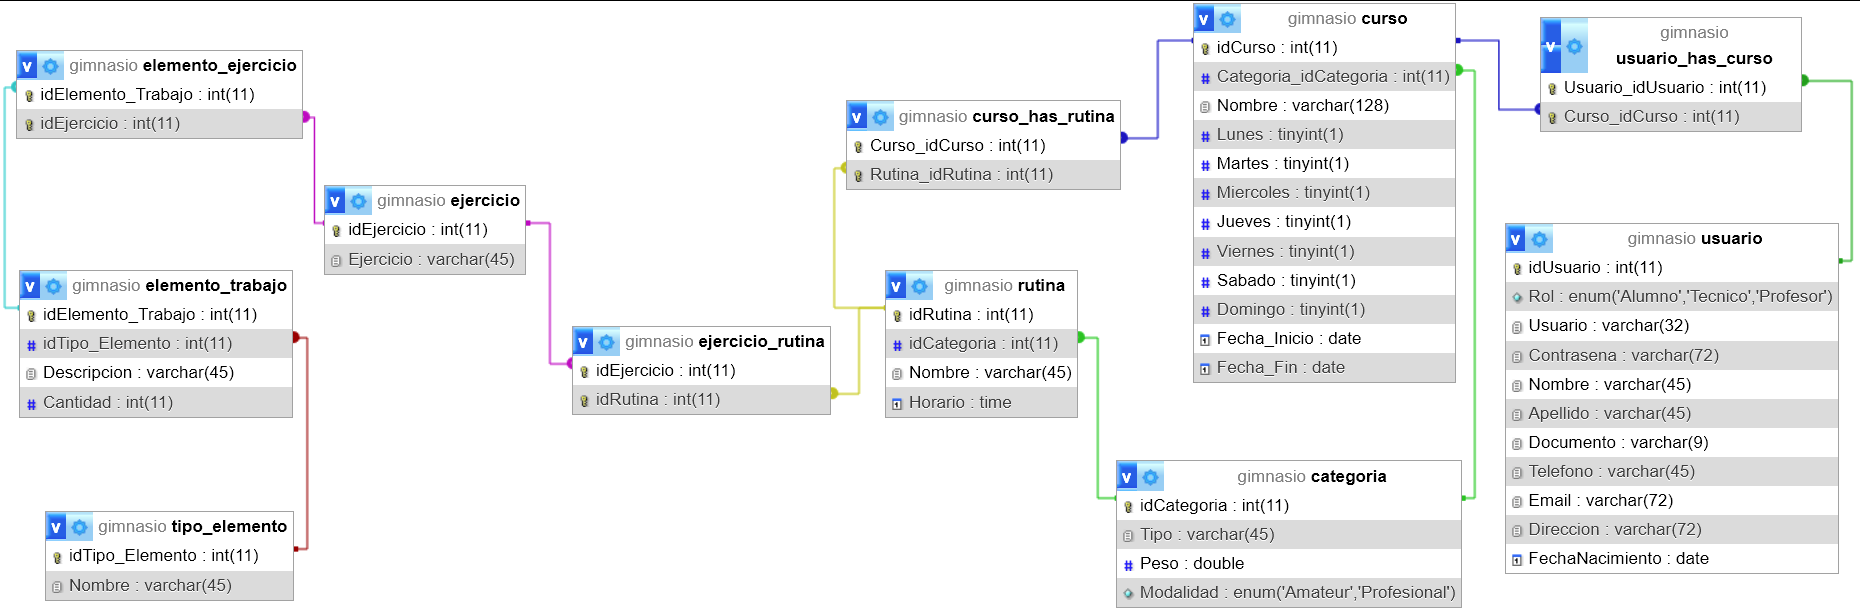 gimnasio elemento_ejercicio
idElemento_Trabajo : int(11)
idEjercicio : int(11)
gimnasio elemento_trabajo
idElemento_Trabajo : int(11)
idTipo_Elemento : int(11)
Descripcion : varchar(45)
Cantidad : int(11)
gimnasio tipo_elemento
idTipo_Elemento : int(11)
Nombre : varchar(45)
gimnasio ejercicio
idEjercicio : int(11)
Ejercicio : varchar(45)
gimnasio ejercicio_rutina
idEjercicio : int(11)
idRutina : int(11)
gimnasio curso_has_rutina
Curso_idCurso : int(11)
Rutina_idRutina : int(11)
gimnasio rutina
idRutina : int(11)
idCategoria : int(11)
Nombre : varchar(45)
Horario : time
gimnasio curso
idCurso : int(11)
Categoria_idCategoria : int(11)
Nombre : varchar(128)
Lunes : tinyint(1)
Martes : tinyint(1)
Miercoles : tinyint(1)
Jueves : tinyint(1)
Viernes : tinyint(1)
Sabado : tinyint(1)
Domingo : tinyint(1)
Fecha_Inicio : date
Fecha_Fin : date
gimnasio categoria
idCategoria : int(11)
Tipo : varchar(45)
Peso : double
Modalidad : enum('Amateur','Profesional')
gimnasio
usuario_has_curso
Usuario_idUsuario : int(11)
Curso_idCurso : int(11)
gimnasio usuario
idUsuario : int(11)
Rol : enum('Alumno','Tecnico','Profesor')
Usuario : varchar(32)
Contrasena : varchar(72)
Nombre : varchar(45)
Apellido : varchar(45)
Documento : varchar(9)
Telefono : varchar(45)
Email : varchar(72)
Direccion : varchar(72)
FechaNacimiento : date